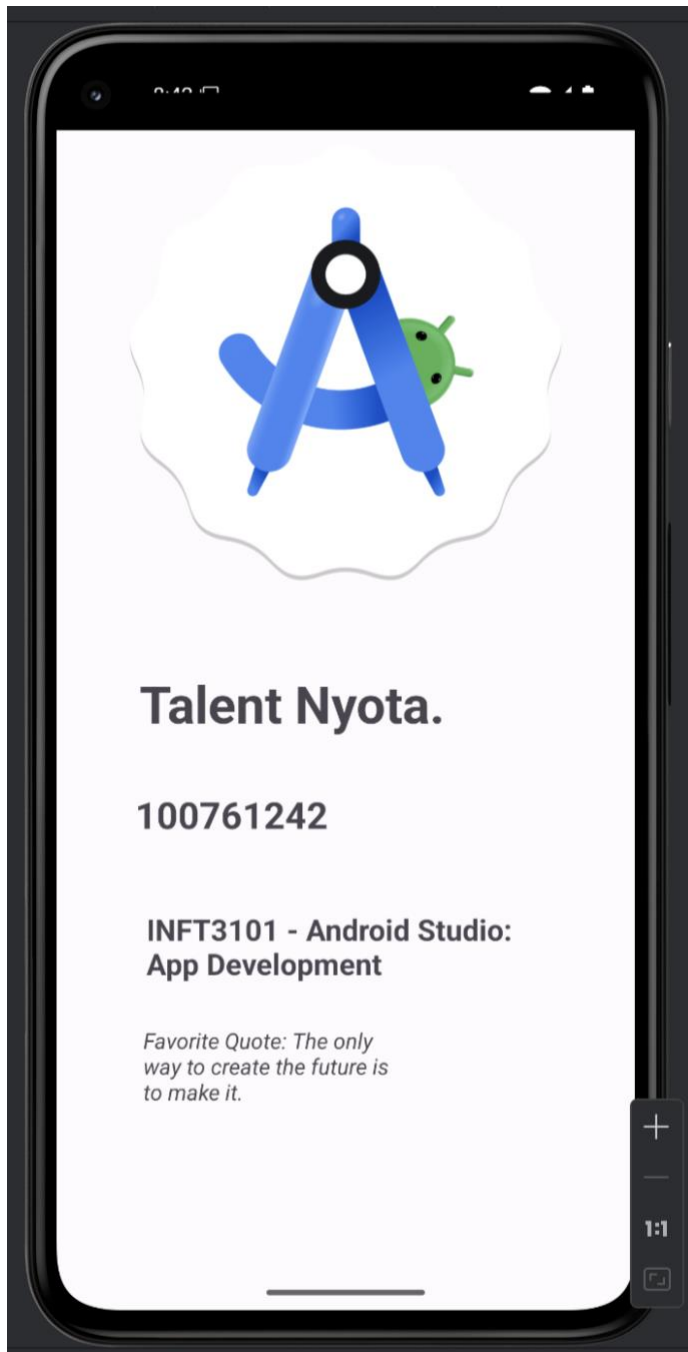 Talent Nyota.
100761242
INFT3101 - Android Studio:
App Development
Favorite Quote: The only
way to create the future is
to make it.
1:1